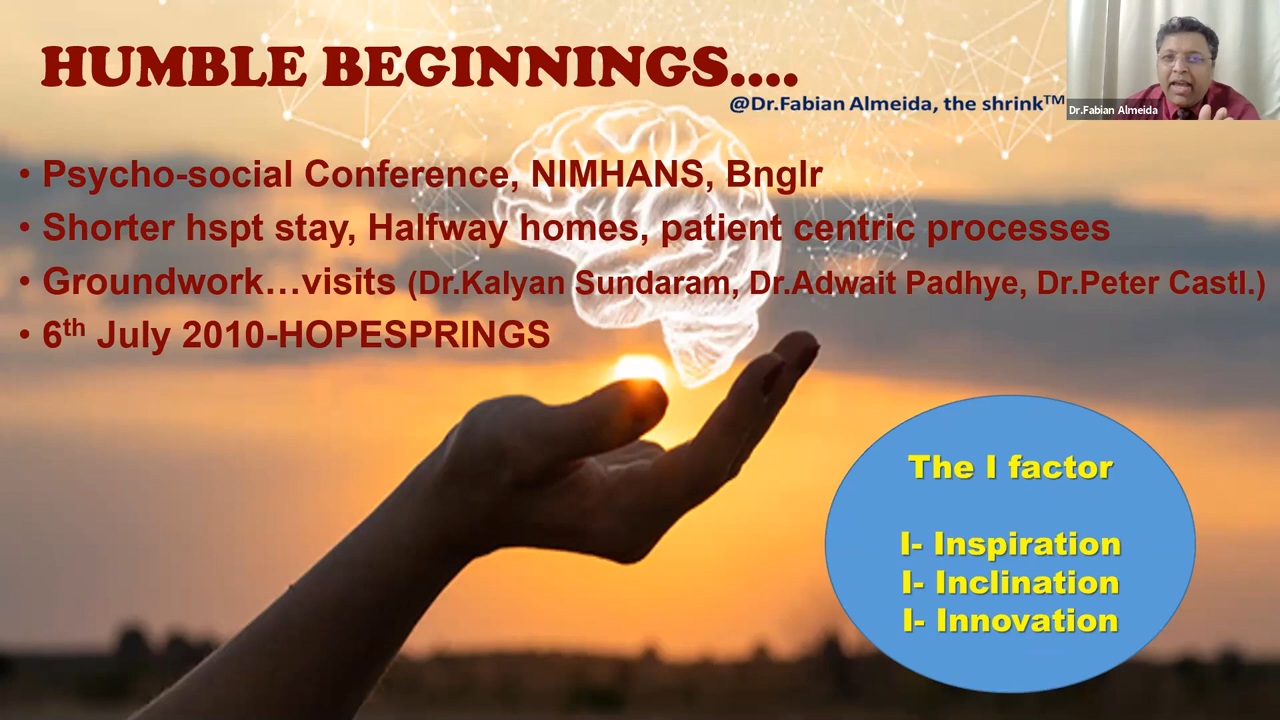 HUMBLE BEGINNINGS....
@Dr.Fabian Almeida, the shrink™
Dr.Fabian Almeida
• Psycho-social Conference, NIMHANS, Bnglr
• Shorter hspt stay, Halfway homes, patient centric processes
• Groundwork…visits (Dr.Kalyan Sundaram, Dr.Adwait Padhye, Dr.Peter Castl.)
• 6th July 2010-HOPESPRINGS
The I factor
I- Inspiration
I- Inclination
I- Innovation